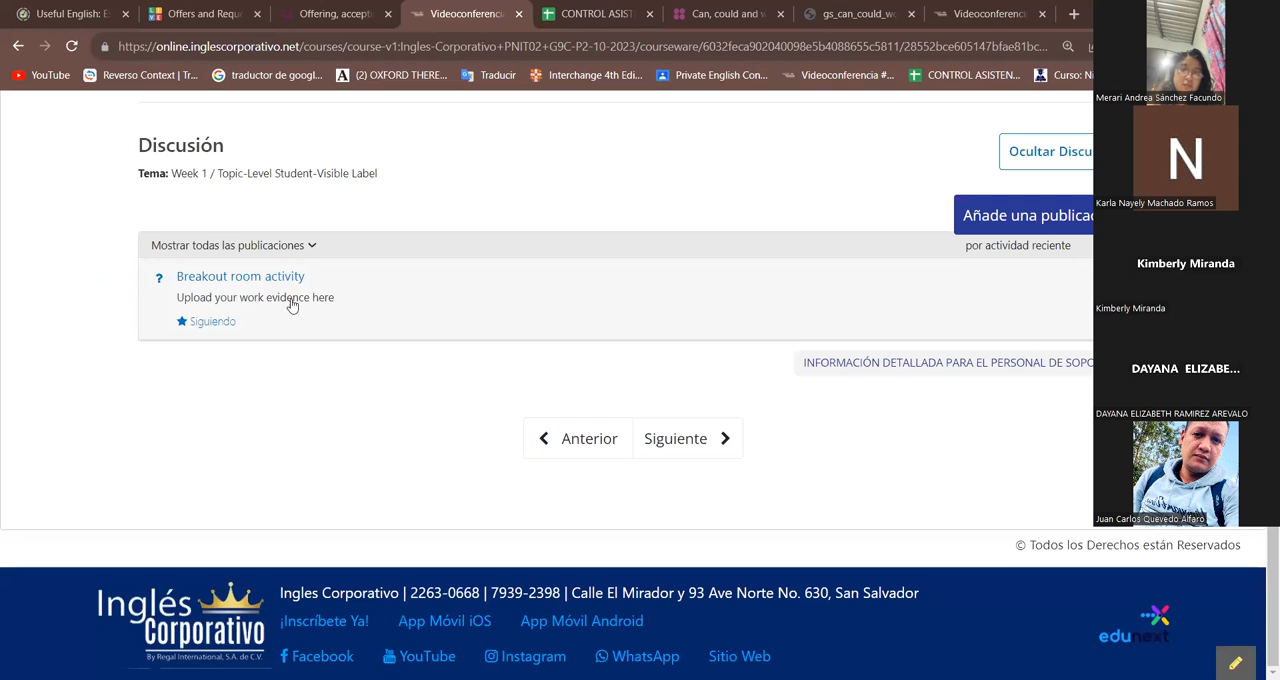 Useful English: E
Offers and Requ
Offering, accept
Videoconferenci
CONTROL ASIST
Can, could and w
gs_can_could_wo
Videoconferenci
https://online.inglescorporativo.net/courses/course-v1:Ingles-Corporativo+PNIT02+G9C-P2-10-2023/courseware/6032feca902040098e5b4088655c5811/28552bce605147bfae81bc...
YouTube
Reverso Context | Tr...
traductor de googl...
(2) OXFORD THERE...
Traducir
Interchange 4th Edi...
Private English Con...
Videoconferencia #...
CONTROL ASISTEN...
Curso: Ni
Merari Andrea Sánchez Facundo
Discusión
Ocultar Discu
Tema: Week 1 / Topic-Level Student-Visible Label
N
Karla Nayely Machado Ramos
Añade una publicac
Mostrar todas las publicaciones
por actividad reciente
Kimberly Miranda
? Breakout room activity
Upload your work evidence here
Kimberly Miranda
Siguiendo
INFORMACIÓN DETALLADA PARA EL PERSONAL DE SOPO
DAYANA ELIZABE...
DAYANA ELIZABETH RAMIREZ AREVALO
Anterior
Siguiente
Juan Carlos Quevedo Alfaro
© Todos los Derechos están Reservados
Inglés Corporativo
By Regal International, S.A. de C.V.
Ingles Corporativo | 2263-0668 | 7939-2398 | Calle El Mirador y 93 Ave Norte No. 630, San Salvador
¡Inscríbete Ya!
App Móvil iOS
App Móvil Android
Facebook
YouTube
Instagram
WhatsApp
Sitio Web
edunext